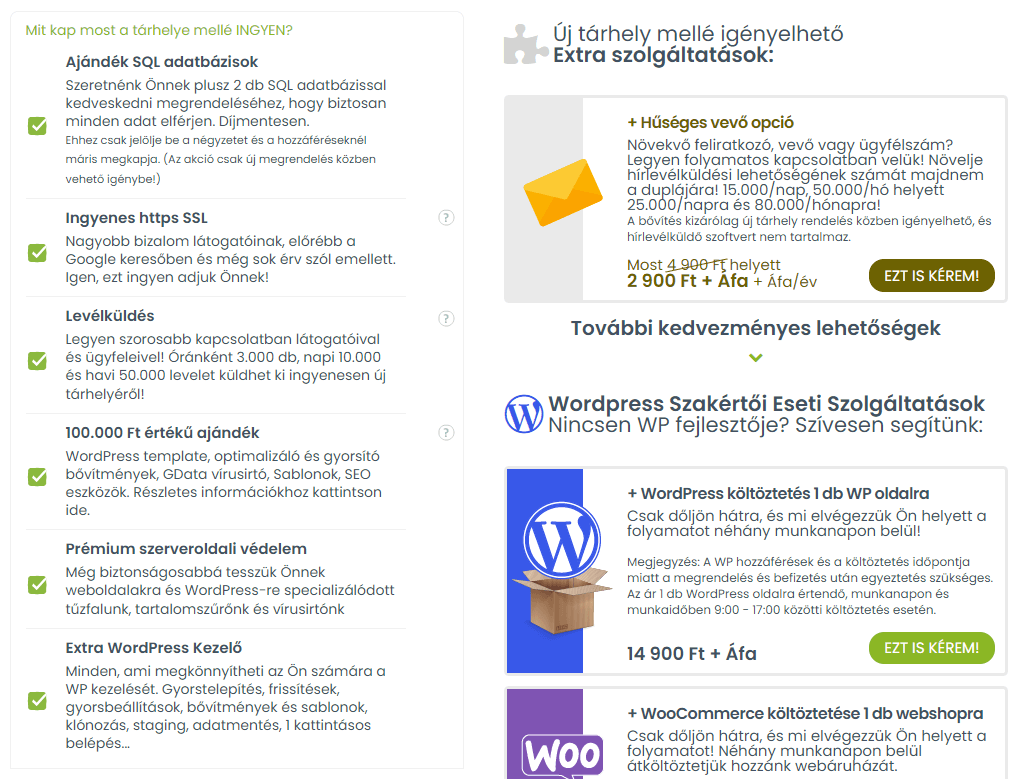 Mit kap most a tárhelye mellé INGYEN?
Ajándék SQL adatbázisok
Szeretnénk Önnek plusz 2 db SQL adatbázissal
kedveskedni megrendeléséhez, hogy biztosan
minden adat elférjen. Díjmentesen.
Ehhez csak jelölje be a négyzetet és a hozzáféréseknél
máris megkapja. (Az akció csak új megrendelés közben
vehető igénybe!)
Ingyenes https SSL
?
Nagyobb bizalom látogatóinak, előrébb a
Google keresőben és még sok érv szól emellett.
Igen, ezt ingyen adjuk Önnek!
Levélküldés
?
Legyen szorosabb kapcsolatban látogatóival
és ügyfeleivel! Óránként 3.000 db, napi 10.000
és havi 50.000 levelet küldhet ki ingyenesen új
tárhelyéről!
100.000 Ft értékű ajándék
?
WordPress template, optimalizáló és gyorsító
bővítmények, GData vírusirtó, Sablonok, SEO
eszközök. Részletes információkhoz kattintson
ide.
Prémium szerveroldali védelem
Még biztonságosabbá tesszük Önnek
weboldalakra és WordPress-re specializálódott
tűzfalunk, tartalomszűrőnk és vírusirtónk
Extra WordPress Kezelő
Minden, ami megkönnyítheti az Ön számára a
WP kezelését. Gyorstelepítés, frissítések,
gyorsbeállítások, bővítmények és sablonok,
klónozás, staging, adatmentés, 1 kattintásos
belépés...
Új tárhely mellé igényelhető
Extra szolgáltatások:
+ Hűséges vevő opció
Növekvő feliratkozó, vevő vagy ügyfélszám?
Legyen folyamatos kapcsolatban velük! Növelje
hírlevélküldési lehetőségének számát majdnem
a duplájára! 15.000/nap, 50.000/hó helyett
25.000/napra és 80.000/hónapra!
A bővítés kizárólag új tárhely rendelés közben igényelhető, és
hírlevélküldő szoftvert nem tartalmaz.
Most 4 900 Ft helyett
2 900 Ft + Áfa + Áfa/év
EZT IS KÉREM!
További kedvezményes lehetőségek
Wordpress Szakértői Eseti Szolgáltatások
Nincsen WP fejlesztője? Szívesen segítünk:
+ WordPress költöztetés 1 db WP oldalra
Csak dőljön hátra, és mi elvégezzük Ön helyett a
folyamatot néhány munkanapon belül!
Megjegyzés: A WP hozzáférések és a költöztetés időpontja
miatt a megrendelés és befizetés után egyeztetés szükséges.
Az ár 1 db WordPress oldalra értendő, munkanapon és
munkaidőben 9:00 - 17:00 közötti költöztetés esetén.
14 900 Ft + Áfa
EZT IS KÉREM!
+ WooCommerce költöztetése 1 db webshopra
Csak dőljön hátra, és mi elvégezzük Ön helyett a
folyamatot! Néhány munkanapon belül
átköltöztetjük hozzánk webáruházát.
WOO